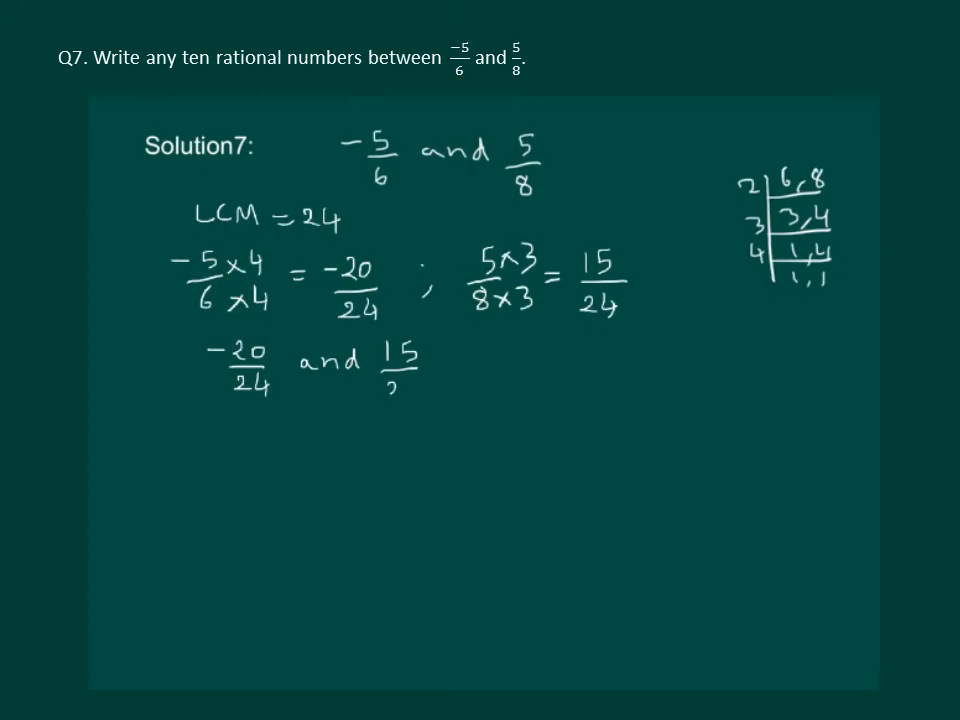 Q7. Write any ten rational numbers between −5/6 and 5/8.
Solution7: -5/6 and 5/8
2 | 6,8
3 | 3,4
4 | 1,4
1,1
LCM = 24
-5×4/6×4 = -20/24 ; 5×3/8×3 = 15/24
-20/24 and 15/2